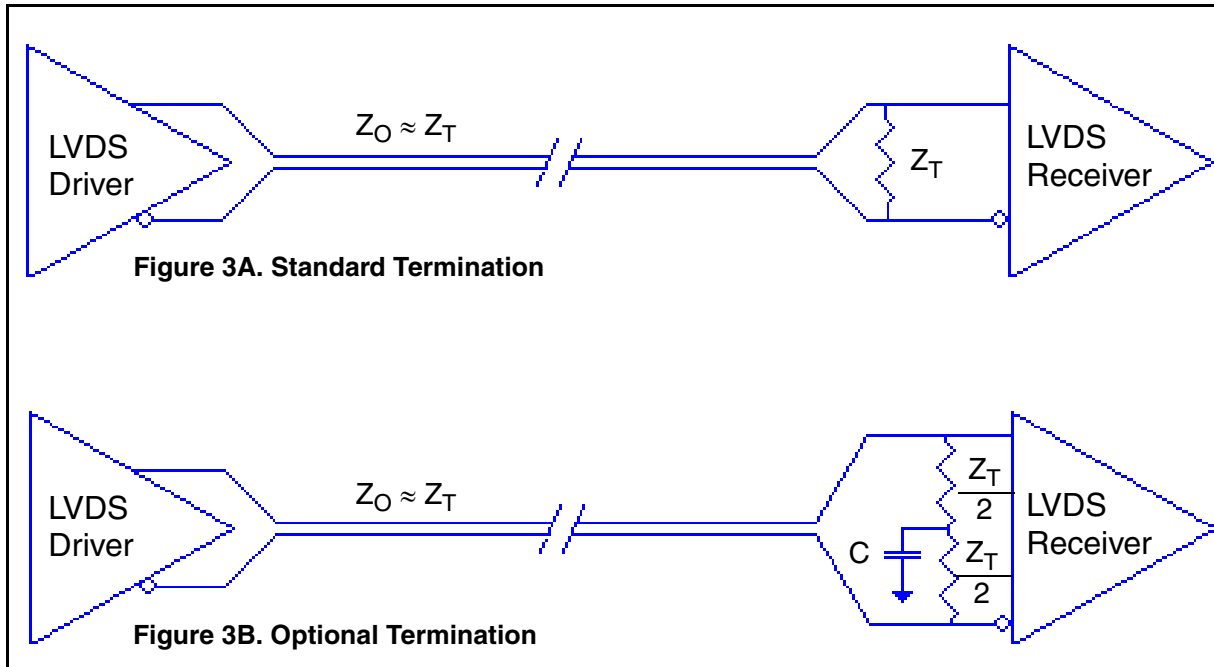 LVDS
Driver
Z_O ≈ Z_T
Z_T
LVDS
Receiver
Figure 3A. Standard Termination
LVDS
Driver
Z_O ≈ Z_T
C
Z_T
2
Z_T
2
LVDS
Receiver
Figure 3B. Optional Termination